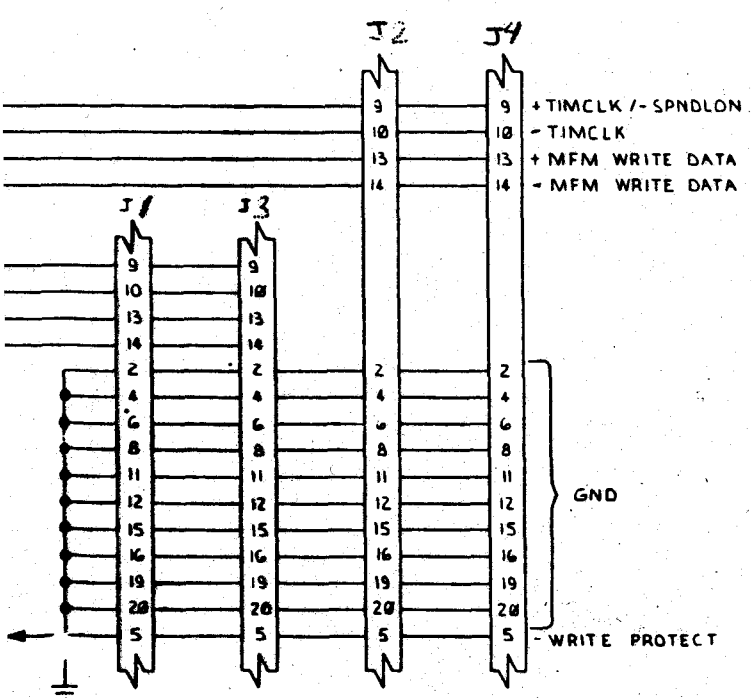 J2 J4
9 9 +TIMCLK/-SPNDLON
10 10 -TIMCLK
13 13 +MFM WRITE DATA
14 14 -MFM WRITE DATA
J1 J3
9 9
10 10
13 13
14 14
2 2 2 2
4 4 4 4
6 6 6 6
8 8 8 8
11 11 11 11
12 12 12 12 GND
15 15 15 15
16 16 16 16
19 19 19 19
20 20 20 20
5 5 5 5 -WRITE PROTECT